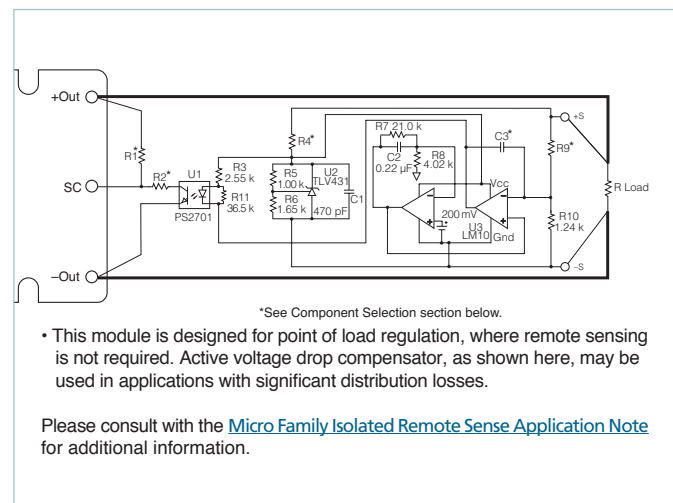 +Out
R1*
SC
R2*
U1
PS2701
R3
2.55 k
R11
36.5 k
R4*
R5
1.00 k
R6
1.65 k
U2
TLV431
C1
470 pF
R7 21.0 k
C2
0.22 µF
R8
4.02 k
C3*
Vcc
200 mV
U3
LM10
Gnd
R9*
R10
1.24 k
+S
–S
R Load
–Out
*See Component Selection section below.
• This module is designed for point of load regulation, where remote sensing
is not required. Active voltage drop compensator, as shown here, may be
used in applications with significant distribution losses.
Please consult with the Micro Family Isolated Remote Sense Application Note
for additional information.